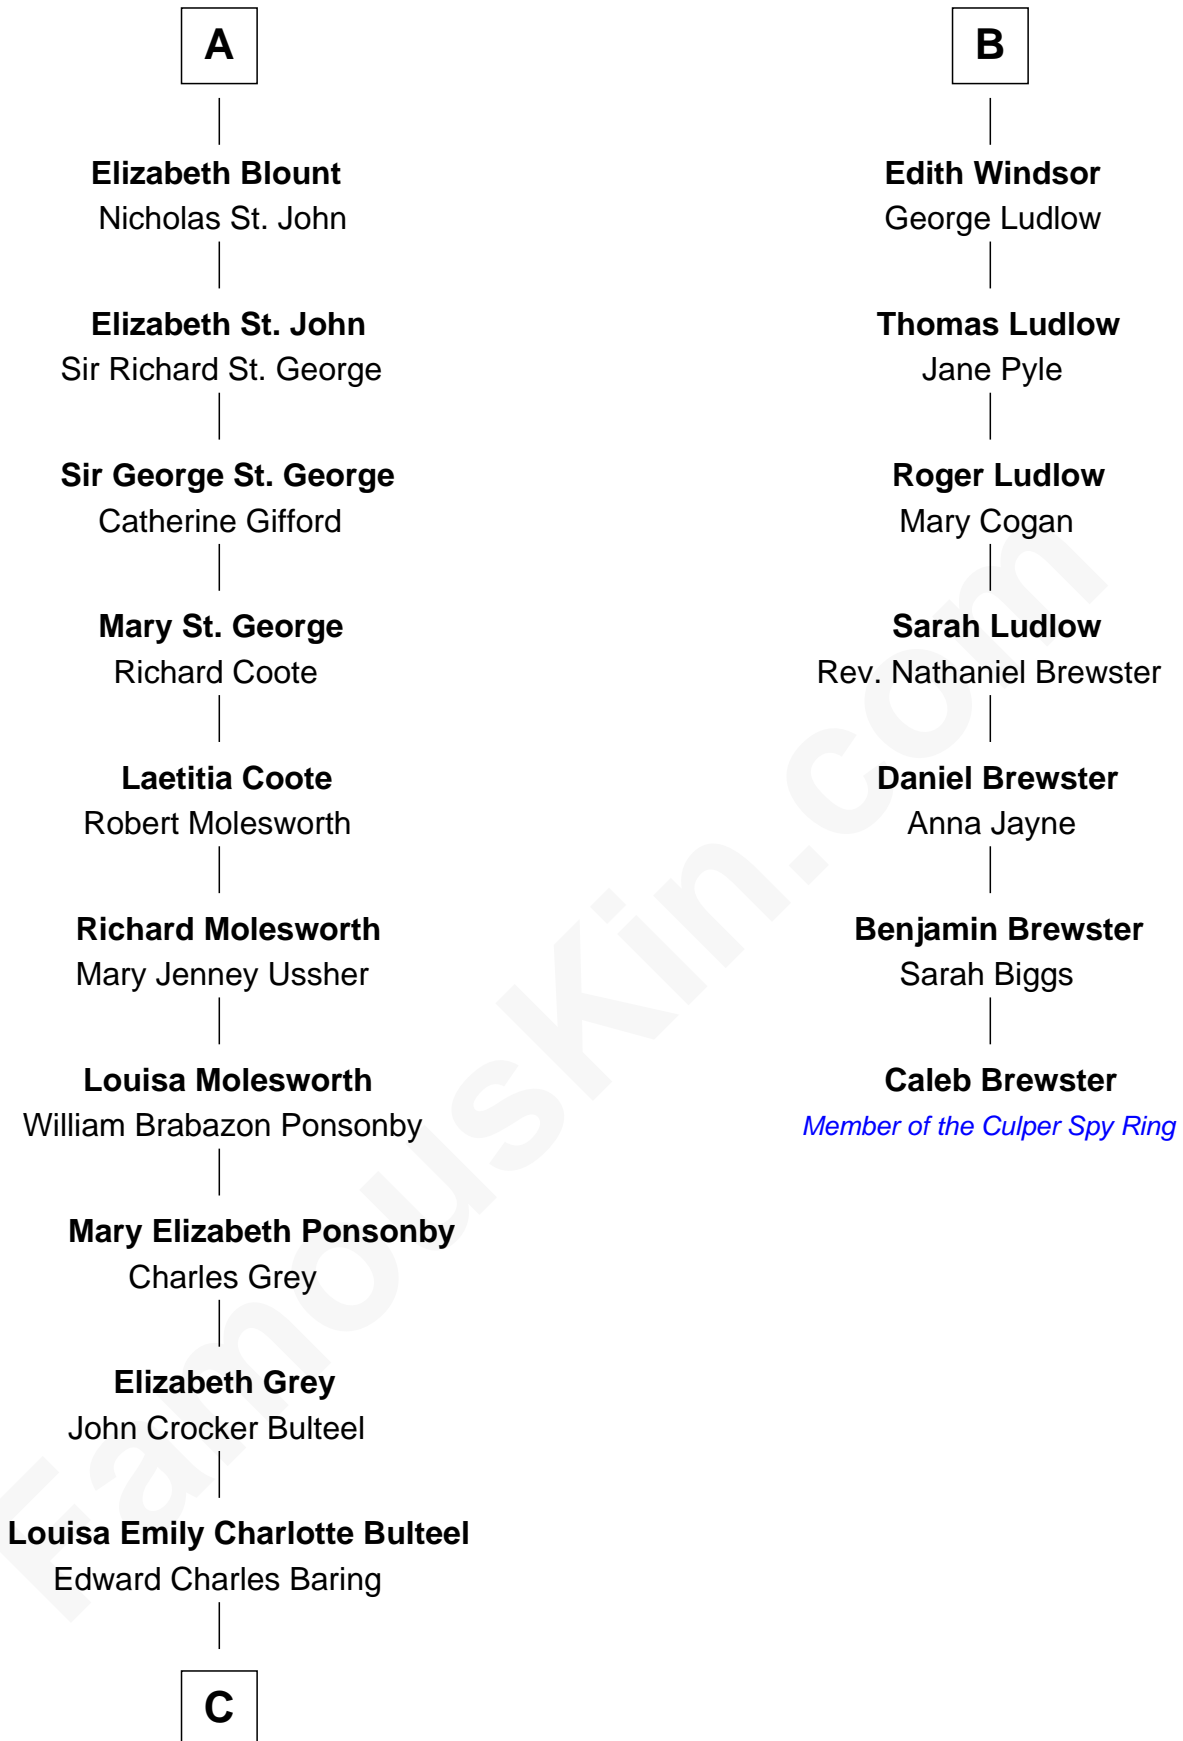 A
Elizabeth Blount
Nicholas St. John
Elizabeth St. John
Sir Richard St. George
Sir George St. George
Catherine Gifford
Mary St. George
Richard Coote
Laetitia Coote
Robert Molesworth
Richard Molesworth
Mary Jenney Ussher
Louisa Molesworth
William Brabazon Ponsonby
Mary Elizabeth Ponsonby
Charles Grey
Elizabeth Grey
John Crocker Bulteel
Louisa Emily Charlotte Bulteel
Edward Charles Baring
C
B
Edith Windsor
George Ludlow
Thomas Ludlow
Jane Pyle
Roger Ludlow
Mary Cogan
Sarah Ludlow
Rev. Nathaniel Brewster
Daniel Brewster
Anna Jayne
Benjamin Brewster
Sarah Biggs
Caleb Brewster
Member of the Culper Spy Ring
FamousKin.com